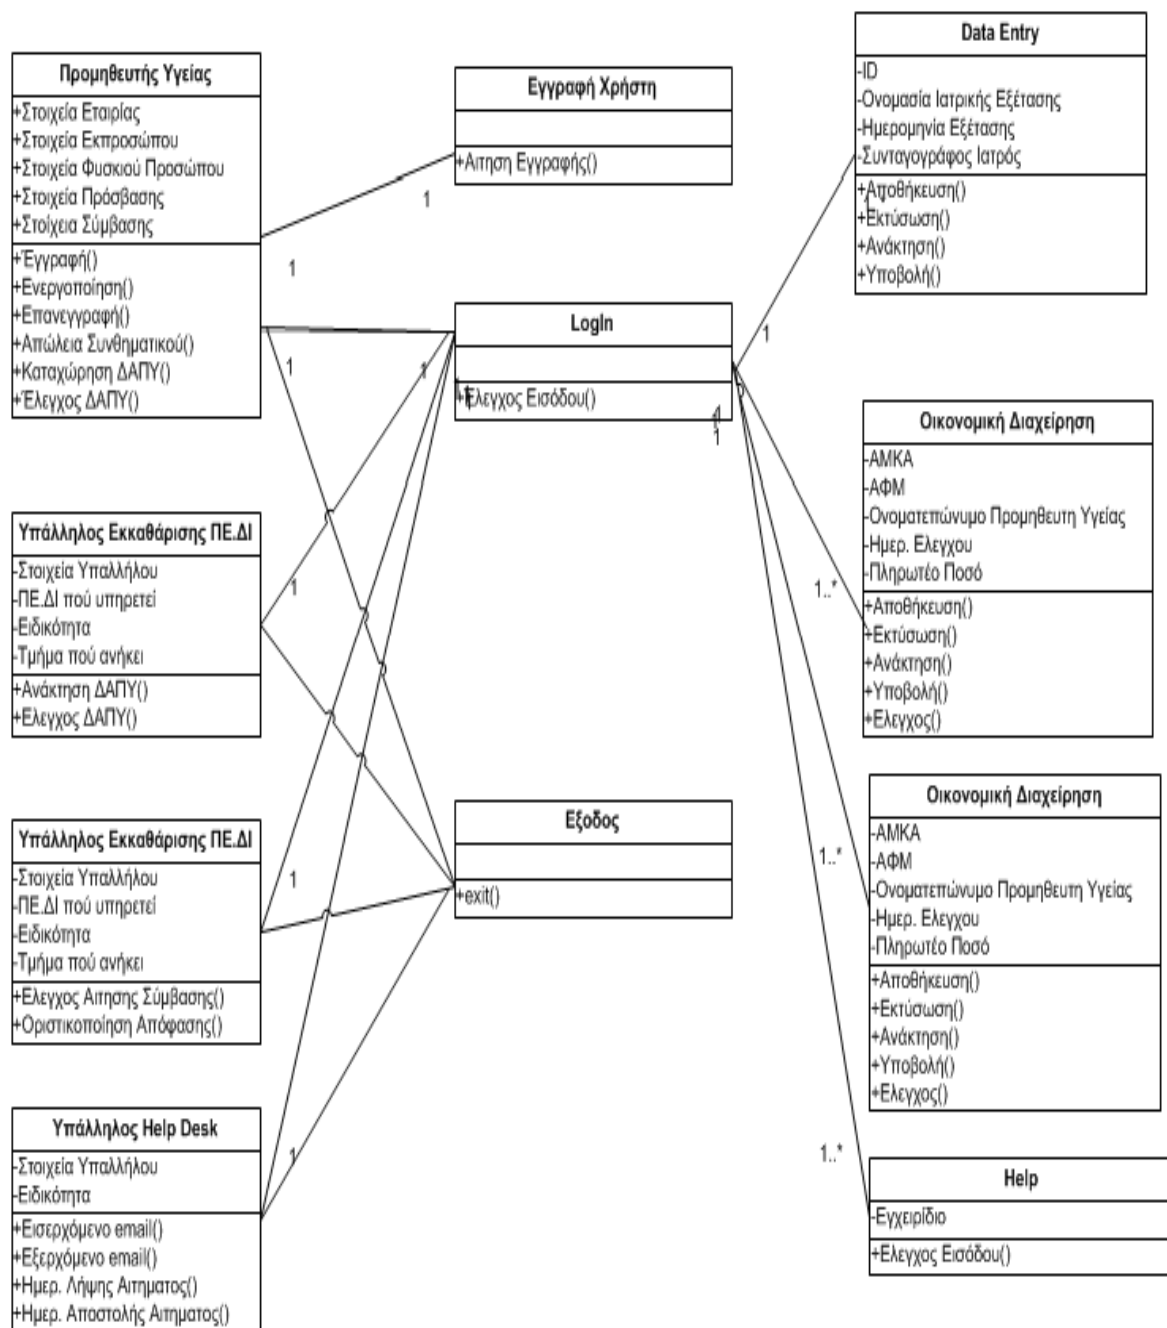 Προμηθευτής Υγείας
+Στοιχεία Εταιρίας
+Στοιχεία Εκπροσώπου
+Στοιχεία Φυσκιού Προσώπου
+Στοιχεία Πρόσβασης
+Στοίχεια Σύμβασης
+Έγγραφή()
+Ενεργοποίηση()
+Επανεγγραφή()
+Απώλεια Συνθηματικού()
+Καταχώρηση ΔΑΠΥ()
+Έλεγχος ΔΑΠΥ()
Υπάλληλος Εκκαθάρισης ΠΕ.ΔΙ
-Στοιχεία Υπαλλήλου
-ΠΕ.ΔΙ πού υπηρετεί
-Ειδικότητα
-Τμήμα πού ανήκει
+Ανάκτηση ΔΑΠΥ()
+Ελεγχος ΔΑΠΥ()
Υπάλληλος Εκκαθάρισης ΠΕ.ΔΙ
-Στοιχεία Υπαλλήλου
-ΠΕ.ΔΙ πού υπηρετεί
-Ειδικότητα
-Τμήμα πού ανήκει
+Ελεγχος Αιτησης Σύμβασης()
+Οριστικοποίηση Απόφασης()
Υπάλληλος Help Desk
-Στοιχεία Υπαλλήλου
-Ειδικότητα
+Εισερχόμενο email()
+Εξερχόμενο email()
+Ημερ. Λήψης Αιτηματος()
+Ημερ. Αποστολής Αιτηματος()
1
1
1
1
1
1
1
Εγγραφή Χρήστη
+Αιτηση Εγγραφής()
LogIn
+Ελεγχος Εισόδου()
1
Εξοδος
+exit()
1
1..*
1..*
1..*
Data Entry
-ID
-Ονομασία Ιατρικής Εξέτασης
-Ημερομηνία Εξέτασης
-Συνταγογράφος Ιατρός
+Αποθήκευση()
+Εκτύσωση()
+Ανάκτηση()
+Υποβολή()
Οικονομική Διαχείρηση
-ΑΜΚΑ
-ΑΦΜ
-Ονοματεπώνυμο Προμηθευτη Υγείας
-Ημερ. Ελεγχου
-Πληρωτέο Ποσό
+Αποθήκευση()
+Εκτύσωση()
+Ανάκτηση()
+Υποβολή()
+Ελεγχος()
Οικονομική Διαχείρηση
-ΑΜΚΑ
-ΑΦΜ
-Ονοματεπώνυμο Προμηθευτη Υγείας
-Ημερ. Ελεγχου
-Πληρωτέο Ποσό
+Αποθήκευση()
+Εκτύσωση()
+Ανάκτηση()
+Υποβολή()
+Ελεγχος()
Help
-Εγχειρίδιο
+Ελεγχος Εισόδου()